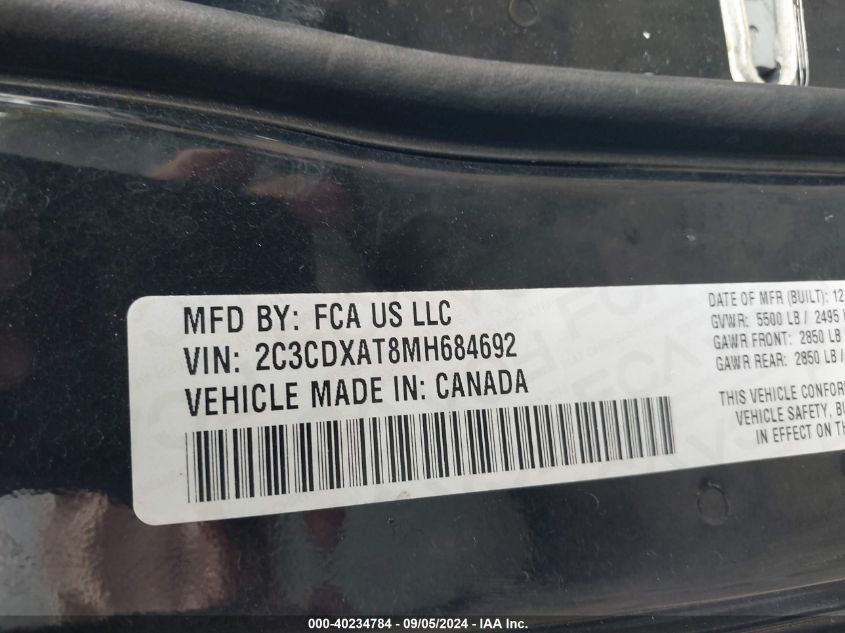 MFD BY: FCA US LLC
VIN: 2C3CDXAT8MH684692
VEHICLE MADE IN: CANADA
DATE OF MFR (BUILT): 12
GVWR: 5500 LB / 2495
GAWR FRONT: 2850 LB
GAWR REAR: 2850 LB /
THIS VEHICLE CONFOR
VEHICLE SAFETY, BU
IN EFFECT ON TH
000-40234784 - 09/05/2024 - IAA Inc.